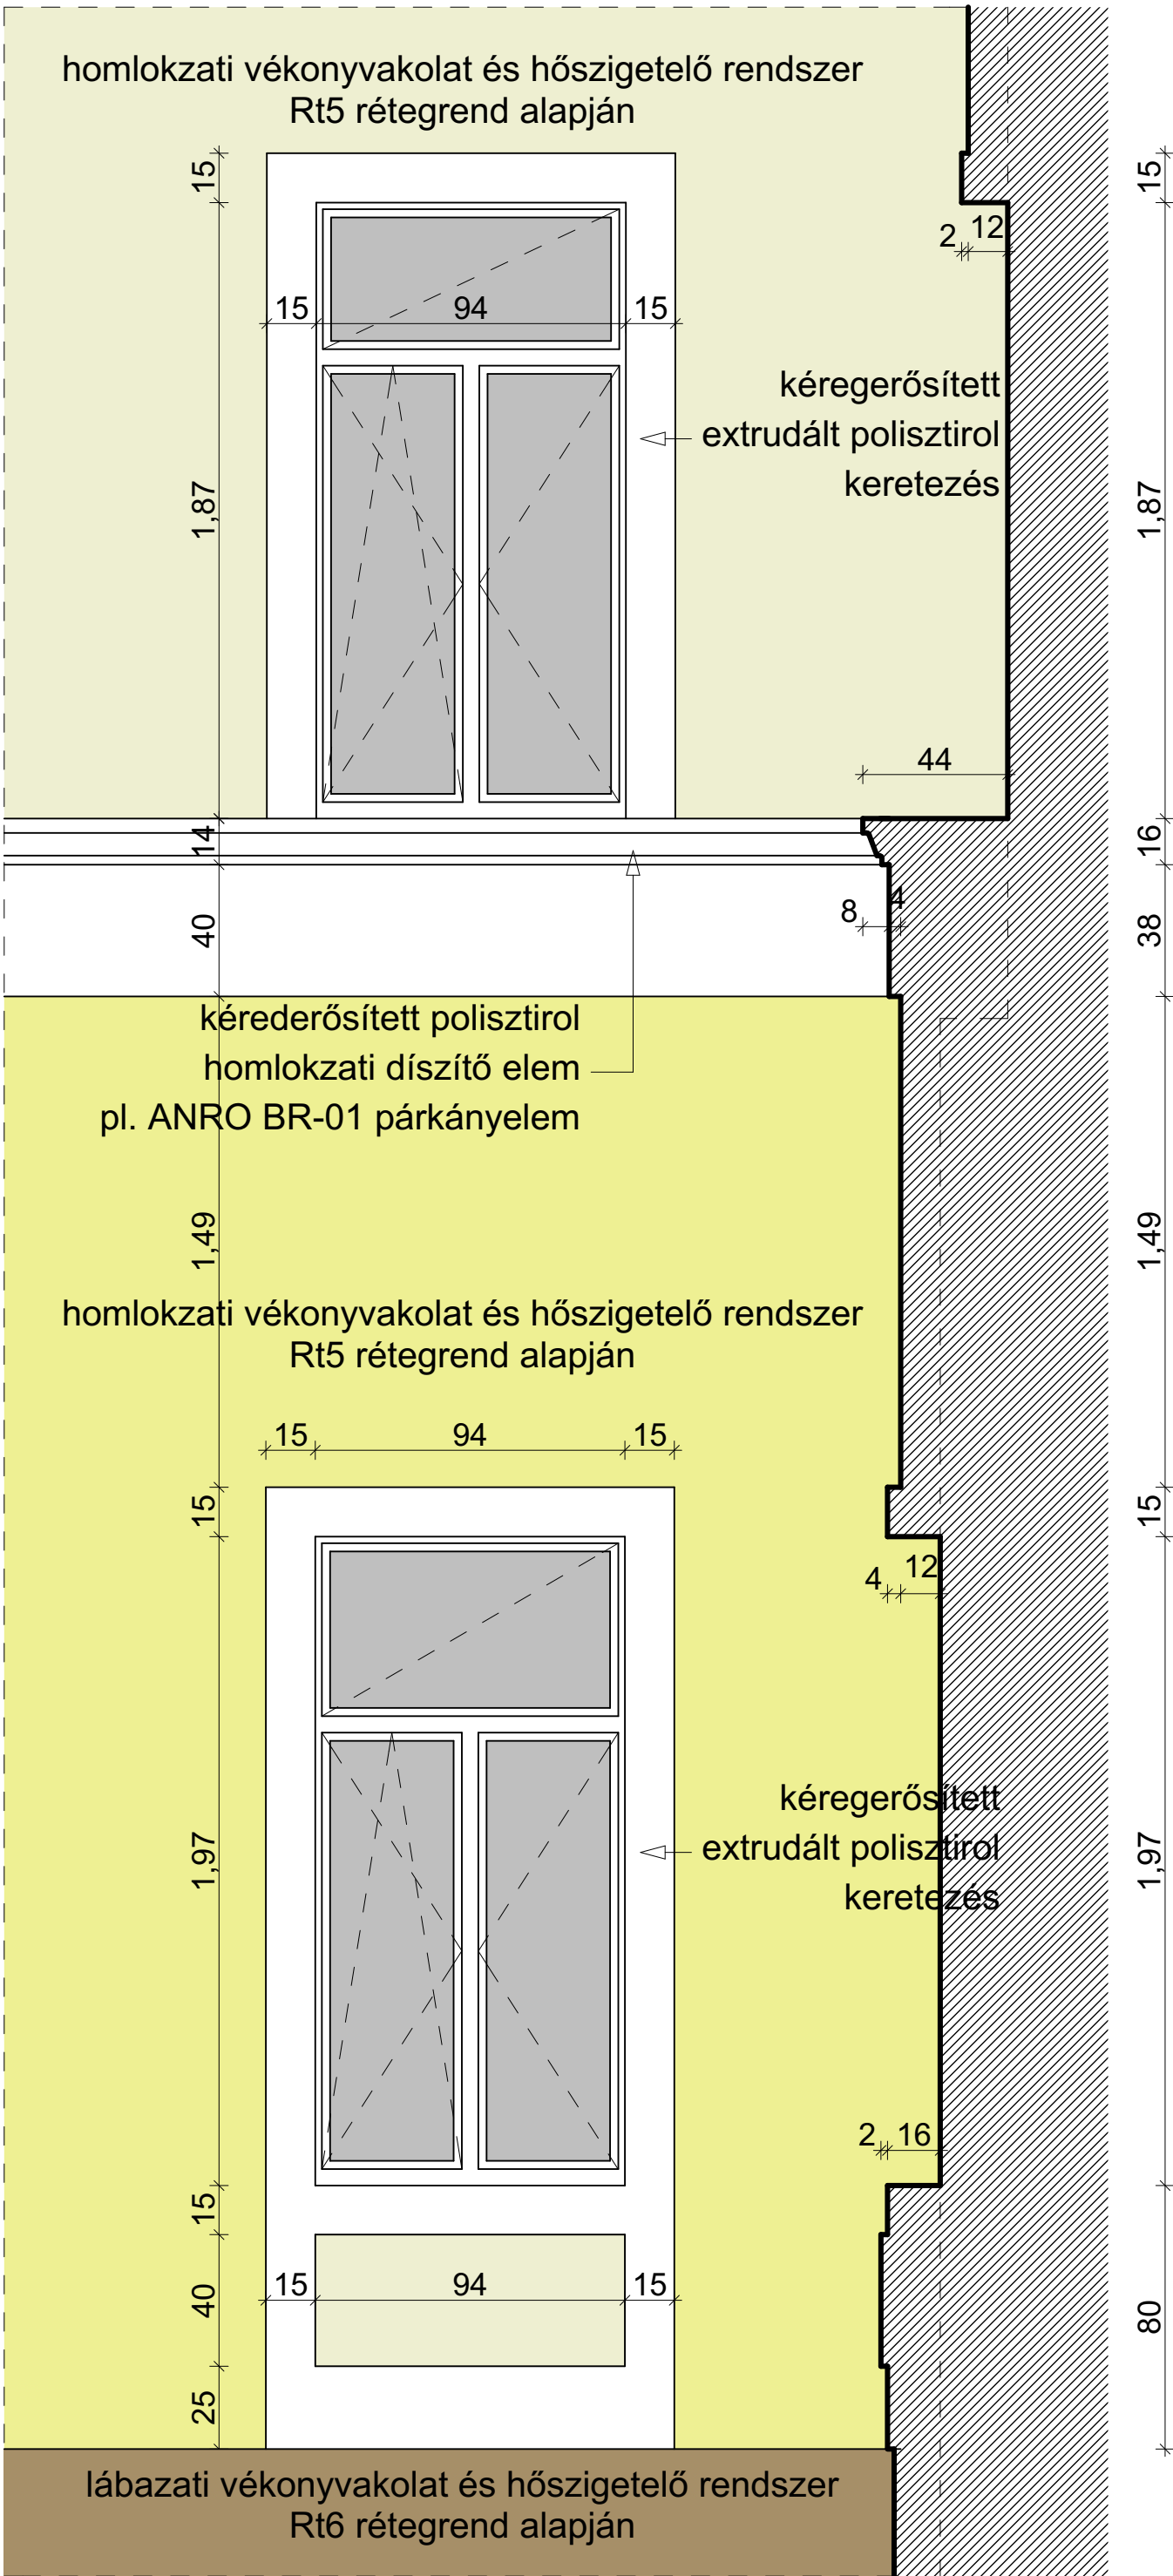 homlokzati vékonyvakolat és hőszigetelő rendszer
Rt5 rétegrend alapján
15
15
2 12
15 94 15
kéregerősített
extrudált polisztirol
keretezés
1,87
1,87
44
14
16
8 4
40
38
kérederősített polisztirol
homlokzati díszítő elem
pl. ANRO BR-01 párkányelem
1,49
1,49
homlokzati vékonyvakolat és hőszigetelő rendszer
Rt5 rétegrend alapján
15 94 15
15
15
4 12
kéregerősített
extrudált polisztirol
keretezés
1,97
1,97
2 16
15
15 94 15
40
80
25
lábazati vékonyvakolat és hőszigetelő rendszer
Rt6 rétegrend alapján